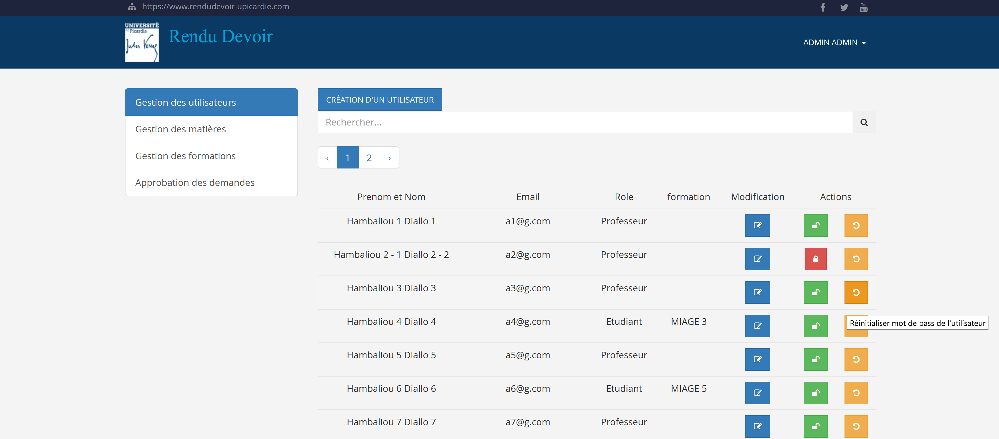 https://www.rendudevoir-upicardie.com
You
Tube
UNIVERSITÉ
de Picardie
Jules Verne
Rendu Devoir
ADMIN ADMIN
Gestion des utilisateurs
Gestion des matières
Gestion des formations
Approbation des demandes
CRÉATION D'UN UTILISATEUR
Rechercher...
‹ 1 2 ›
Prenom et Nom Email Role formation Modification Actions
Hambaliou 1 Diallo 1 a1@g.com Professeur
Hambaliou 2 - 1 Diallo 2 - 2 a2@g.com Professeur
Hambaliou 3 Diallo 3 a3@g.com Professeur
Hambaliou 4 Diallo 4 a4@g.com Etudiant MIAGE 3
Réinitialiser mot de pass de l'utilisateur
Hambaliou 5 Diallo 5 a5@g.com Professeur
Hambaliou 6 Diallo 6 a6@g.com Etudiant MIAGE 5
Hambaliou 7 Diallo 7 a7@g.com Professeur